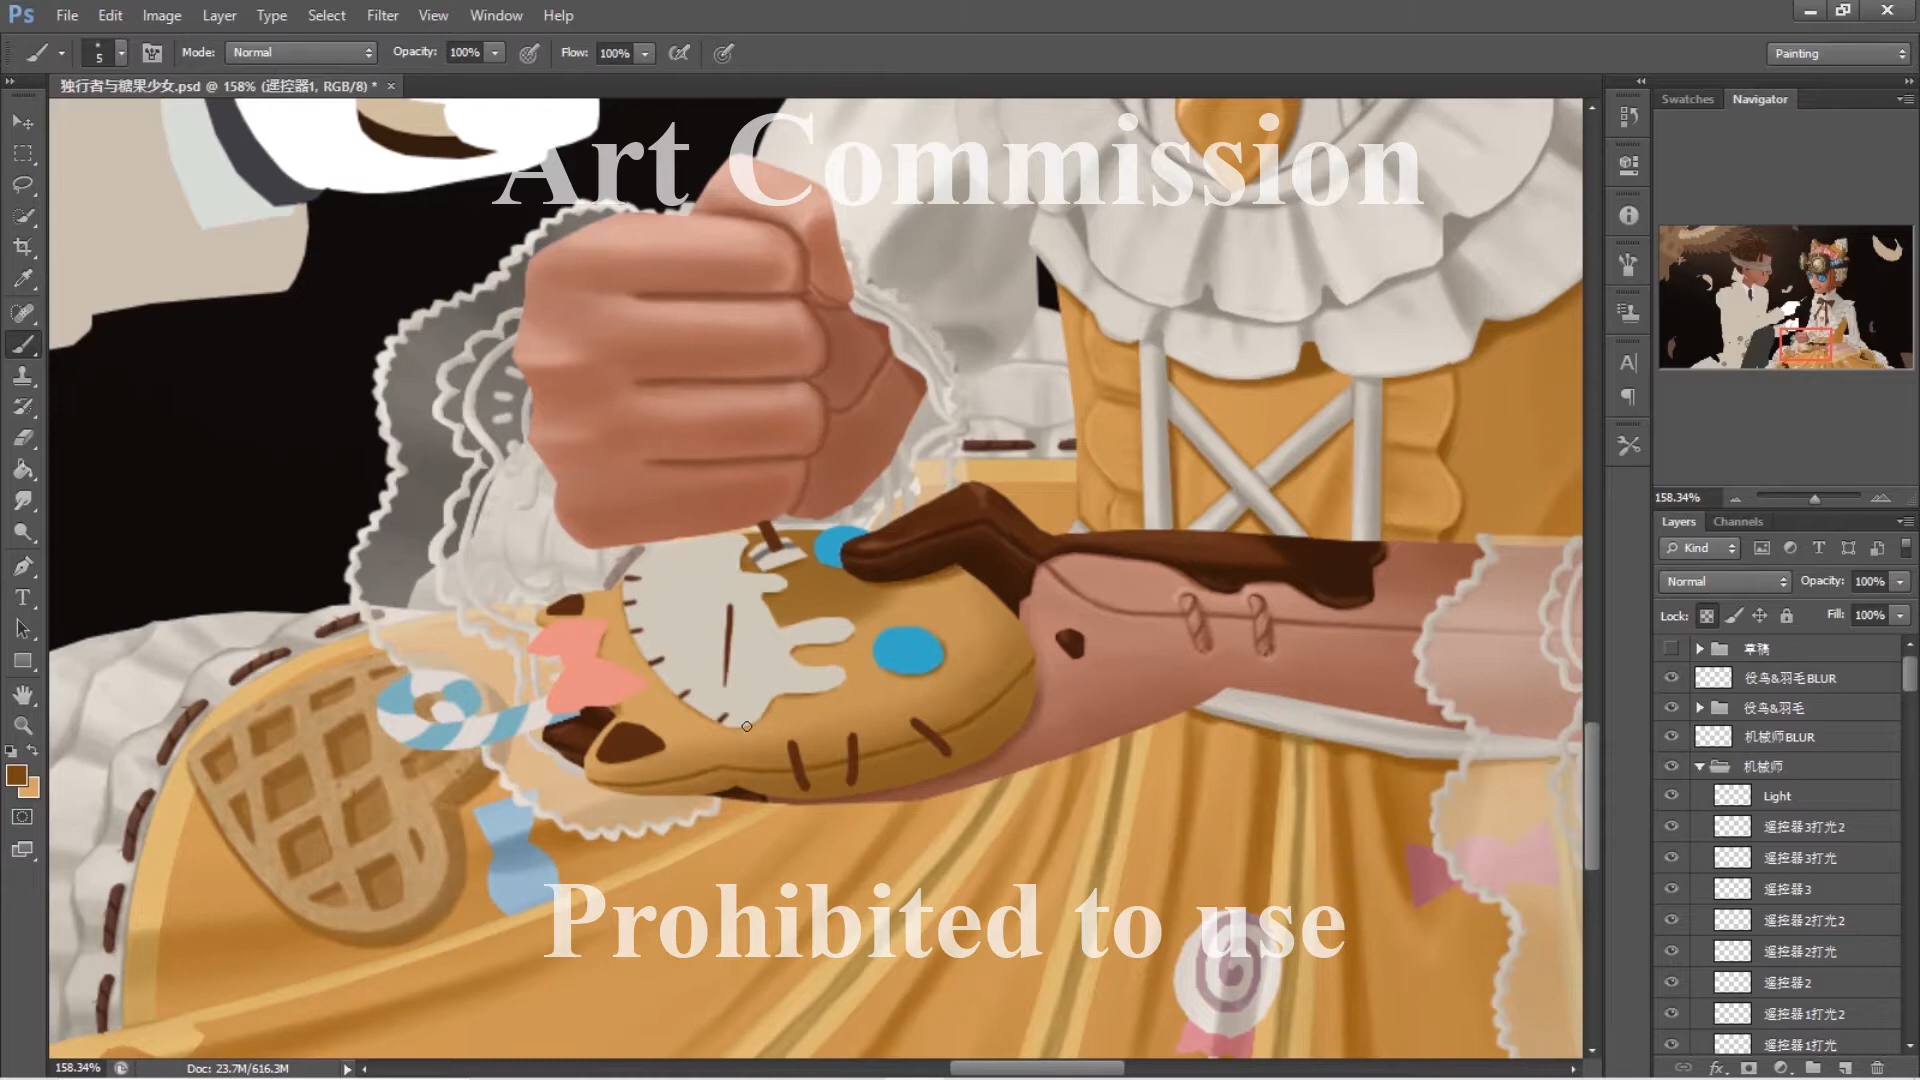 Ps File Edit Image Layer Type Select Filter View Window Help
5 Mode: Normal Opacity: 100% Flow: 100% Painting
独行者与糖果少女.psd @ 158% (遥控器1, RGB/8) * ×
Swatches Navigator
Art Commission
158.34%
Layers Channels
Kind
Normal Opacity: 100%
Lock: Fill: 100%
草稿
役鸟&羽毛BLUR
役鸟&羽毛
机械师BLUR
机械师
Light
遥控器3打光2
遥控器3打光
遥控器3
遥控器2打光2
遥控器2打光
遥控器2
遥控器1打光2
遥控器1打光
Prohibited to use
158.34% Doc: 23.7M/616.3M